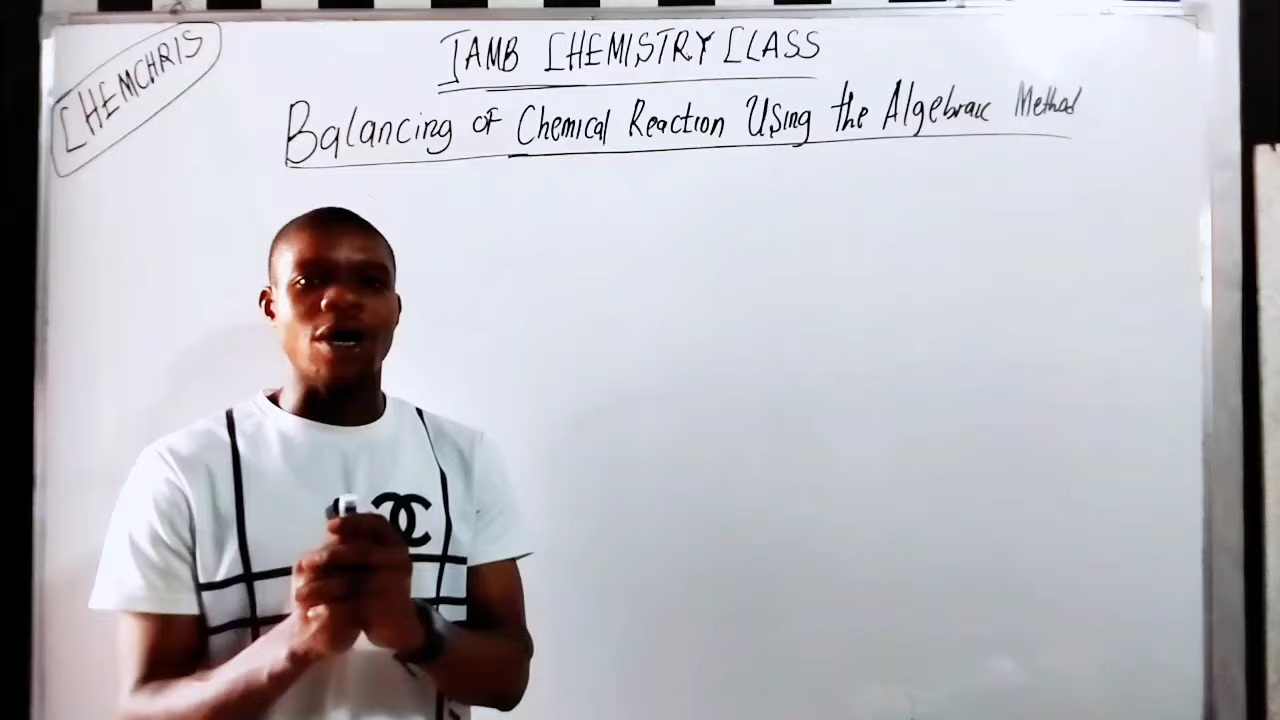 CHEMCHRIS
JAMB CHEMISTRY CLASS
Balancing of Chemical Reaction Using the Algebraic Method